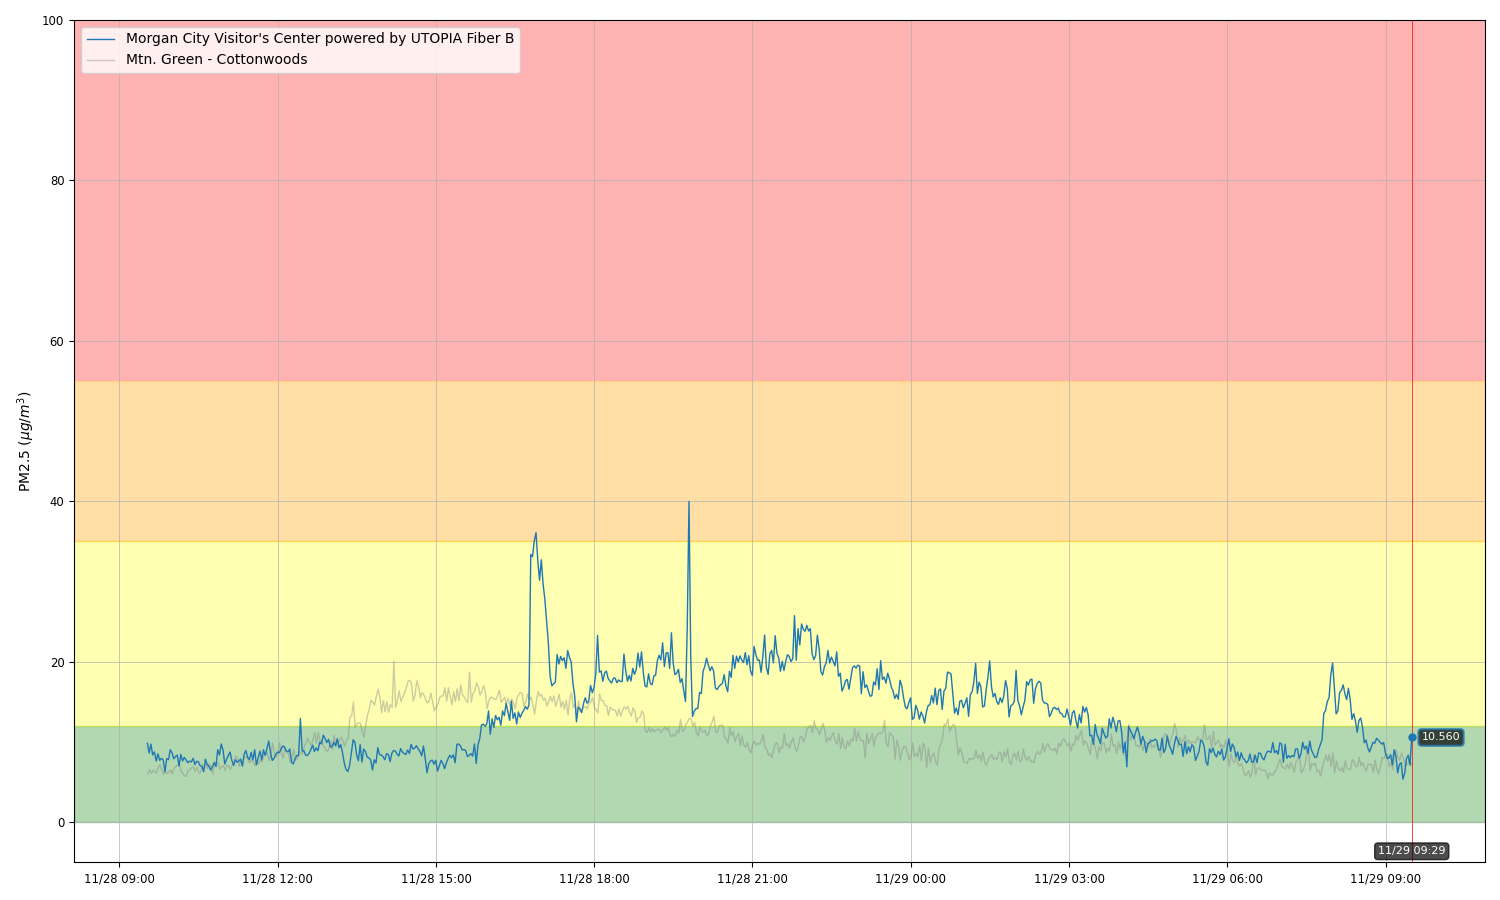 100
80
60
40
20
0
PM2.5 (μg/m³)
Morgan City Visitor's Center powered by UTOPIA Fiber B
Mtn. Green - Cottonwoods
10.560
11/29 09:29
11/28 09:00 11/28 12:00 11/28 15:00 11/28 18:00 11/28 21:00 11/29 00:00 11/29 03:00 11/29 06:00 11/29 09:00